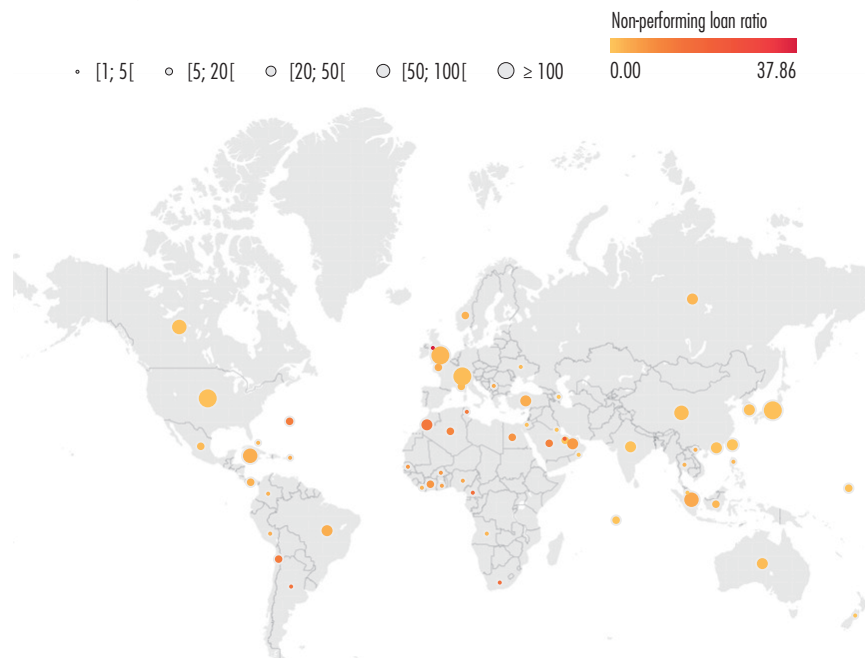 Non-performing loan ratio
[1; 5[ [5; 20[ [20; 50[ [50; 100[ ≥ 100
0.00 37.86